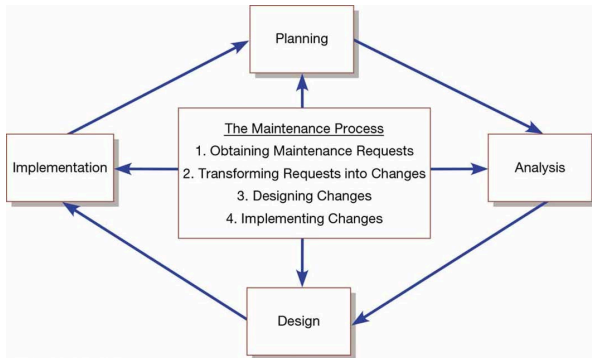 Planning
The Maintenance Process
1. Obtaining Maintenance Requests
2. Transforming Requests into Changes
3. Designing Changes
4. Implementing Changes
Implementation
Analysis
Design